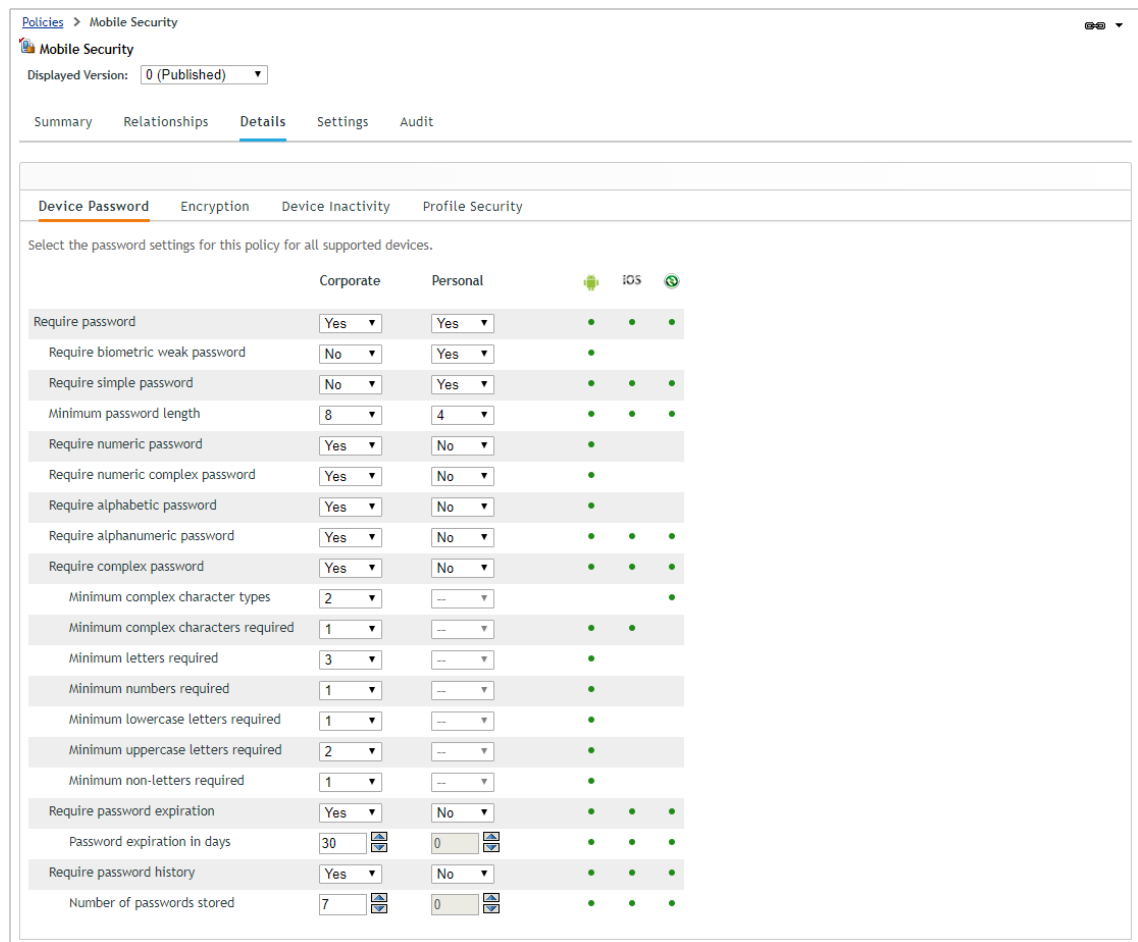 Policies > Mobile Security
Mobile Security
Displayed Version: 0 (Published)
Summary Relationships Details Settings Audit
Device Password Encryption Device Inactivity Profile Security
Select the password settings for this policy for all supported devices.
Corporate Personal iOS
Require password Yes Yes
Require biometric weak password No Yes
Require simple password No Yes
Minimum password length 8 4
Require numeric password Yes No
Require numeric complex password Yes No
Require alphabetic password Yes No
Require alphanumeric password Yes No
Require complex password Yes No
Minimum complex character types 2 --
Minimum complex characters required 1 --
Minimum letters required 3 --
Minimum numbers required 1 --
Minimum lowercase letters required 1 --
Minimum uppercase letters required 2 --
Minimum non-letters required 1 --
Require password expiration Yes No
Password expiration in days 30 0
Require password history Yes No
Number of passwords stored 7 0